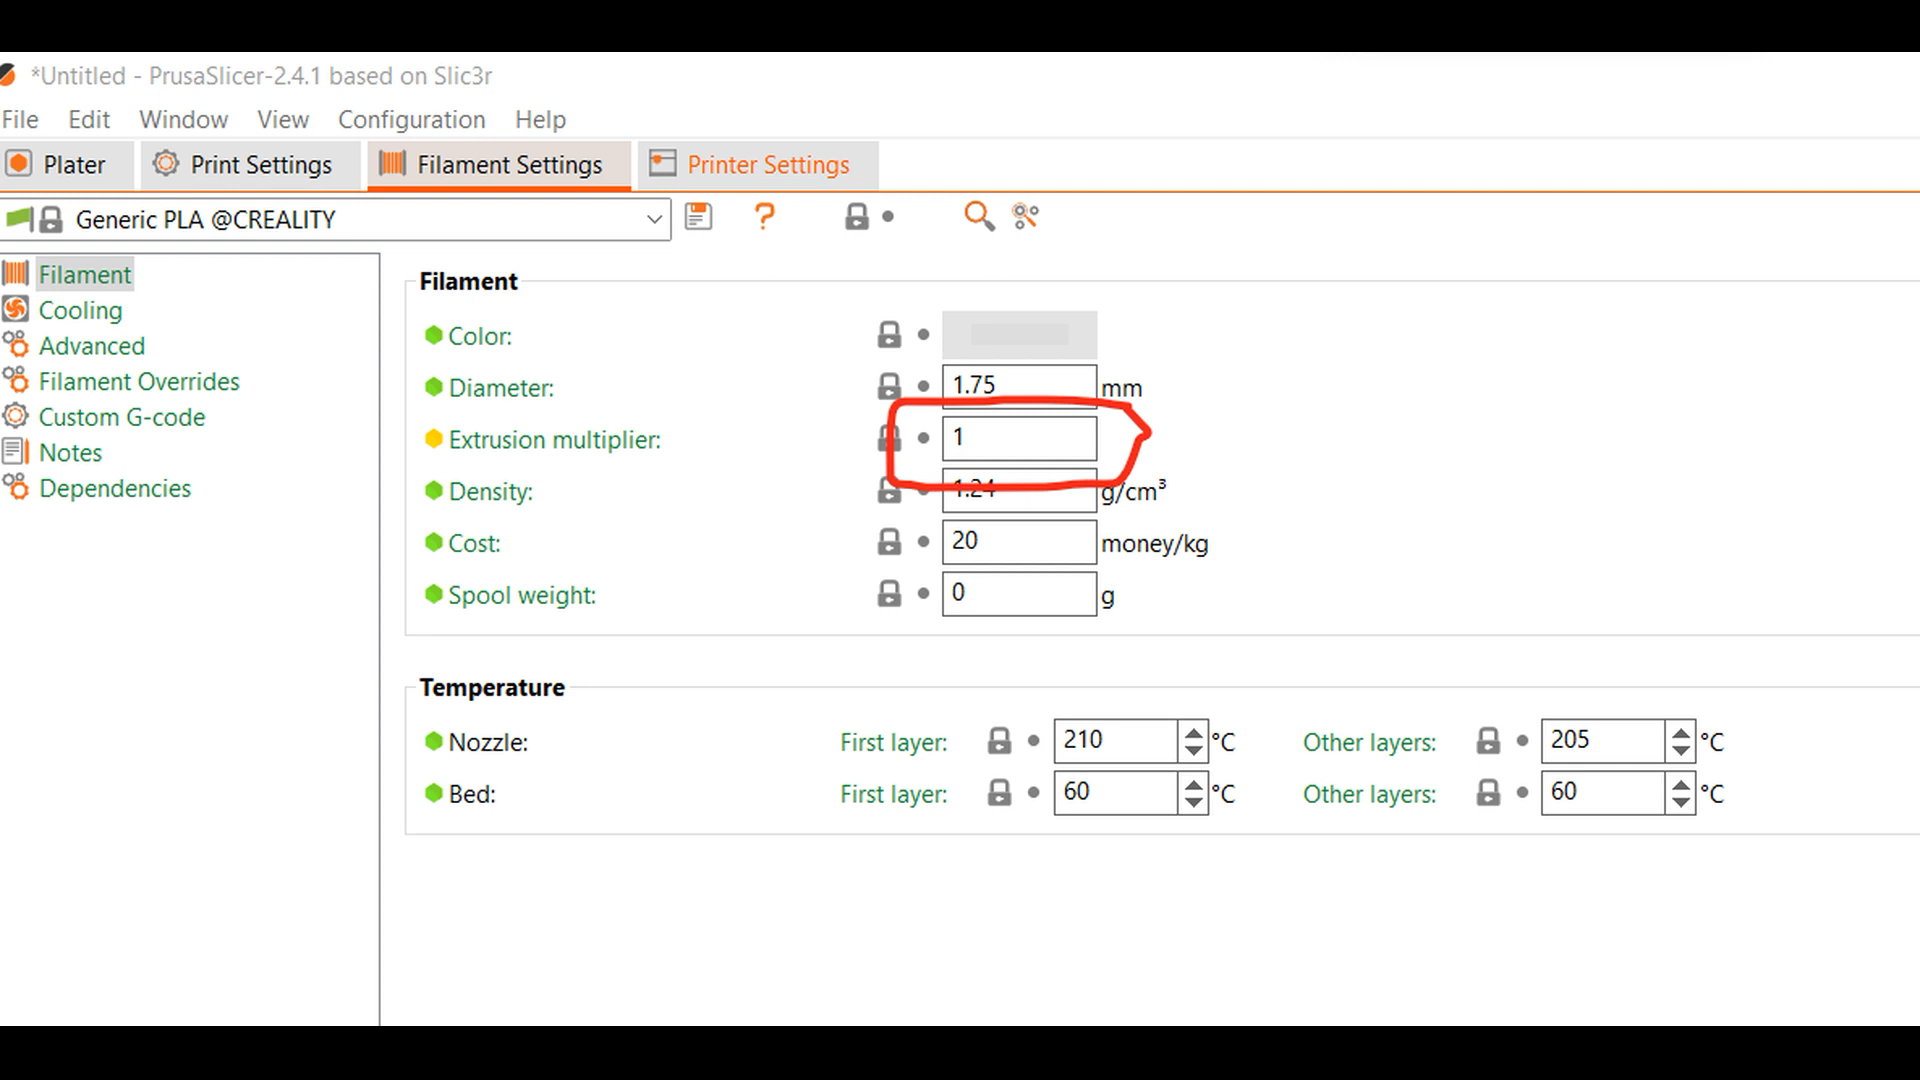 *Untitled - PrusaSlicer-2.4.1 based on Slic3r
File Edit Window View Configuration Help
Plater Print Settings Filament Settings Printer Settings
Generic PLA @CREALITY ?
Filament
Cooling
Advanced
Filament Overrides
Custom G-code
Notes
Dependencies
Filament
Color:
Diameter: 1.75 mm
Extrusion multiplier: 1
Density: 1.24 g/cm³
Cost: 20 money/kg
Spool weight: 0 g
Temperature
Nozzle: First layer: 210 °C Other layers: 205 °C
Bed: First layer: 60 °C Other layers: 60 °C